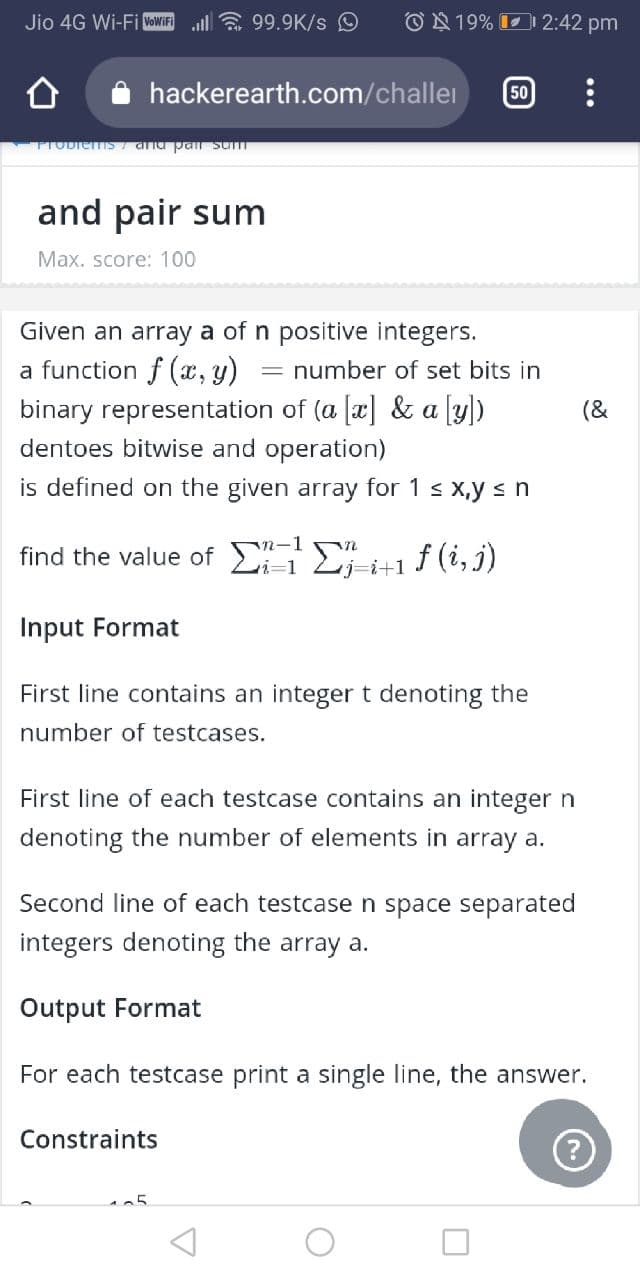 Jio 4G Wi-Fi VoWiFi 99.9K/s 19% 2:42 pm
hackerearth.com/challe 50
Problems / and pair sum
and pair sum
Max. score: 100
Given an array a of n positive integers.
a function f (x, y) = number of set bits in
binary representation of (a [x] & a [y]) (&
dentoes bitwise and operation)
is defined on the given array for 1 ≤ x,y ≤ n
find the value of ∑_{i=1}^{n−1} ∑_{j=i+1}^{n} f (i, j)
Input Format
First line contains an integer t denoting the
number of testcases.
First line of each testcase contains an integer n
denoting the number of elements in array a.
Second line of each testcase n space separated
integers denoting the array a.
Output Format
For each testcase print a single line, the answer.
Constraints
?